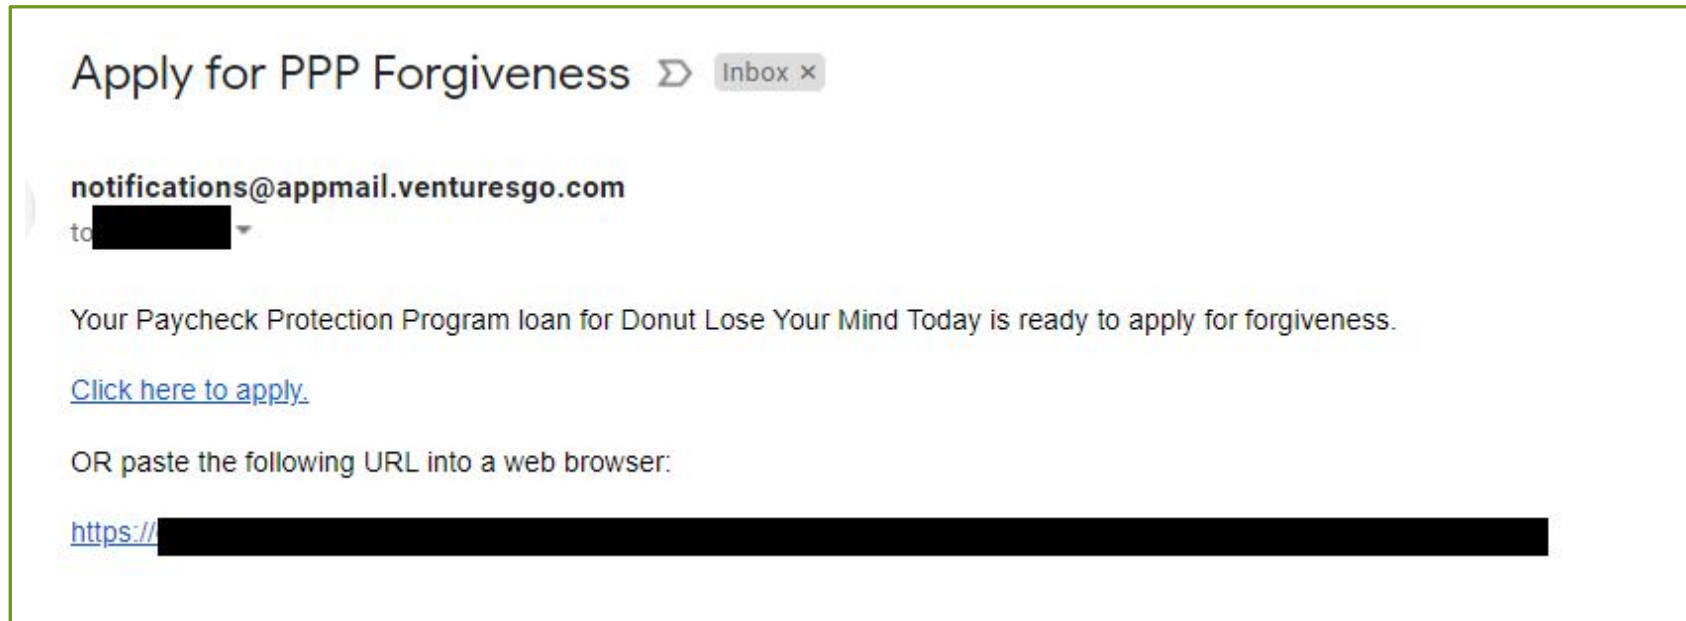 Apply for PPP Forgiveness Inbox ×
notifications@appmail.venturesgo.com
to
Your Paycheck Protection Program loan for Donut Lose Your Mind Today is ready to apply for forgiveness.
Click here to apply.
OR paste the following URL into a web browser:
https://